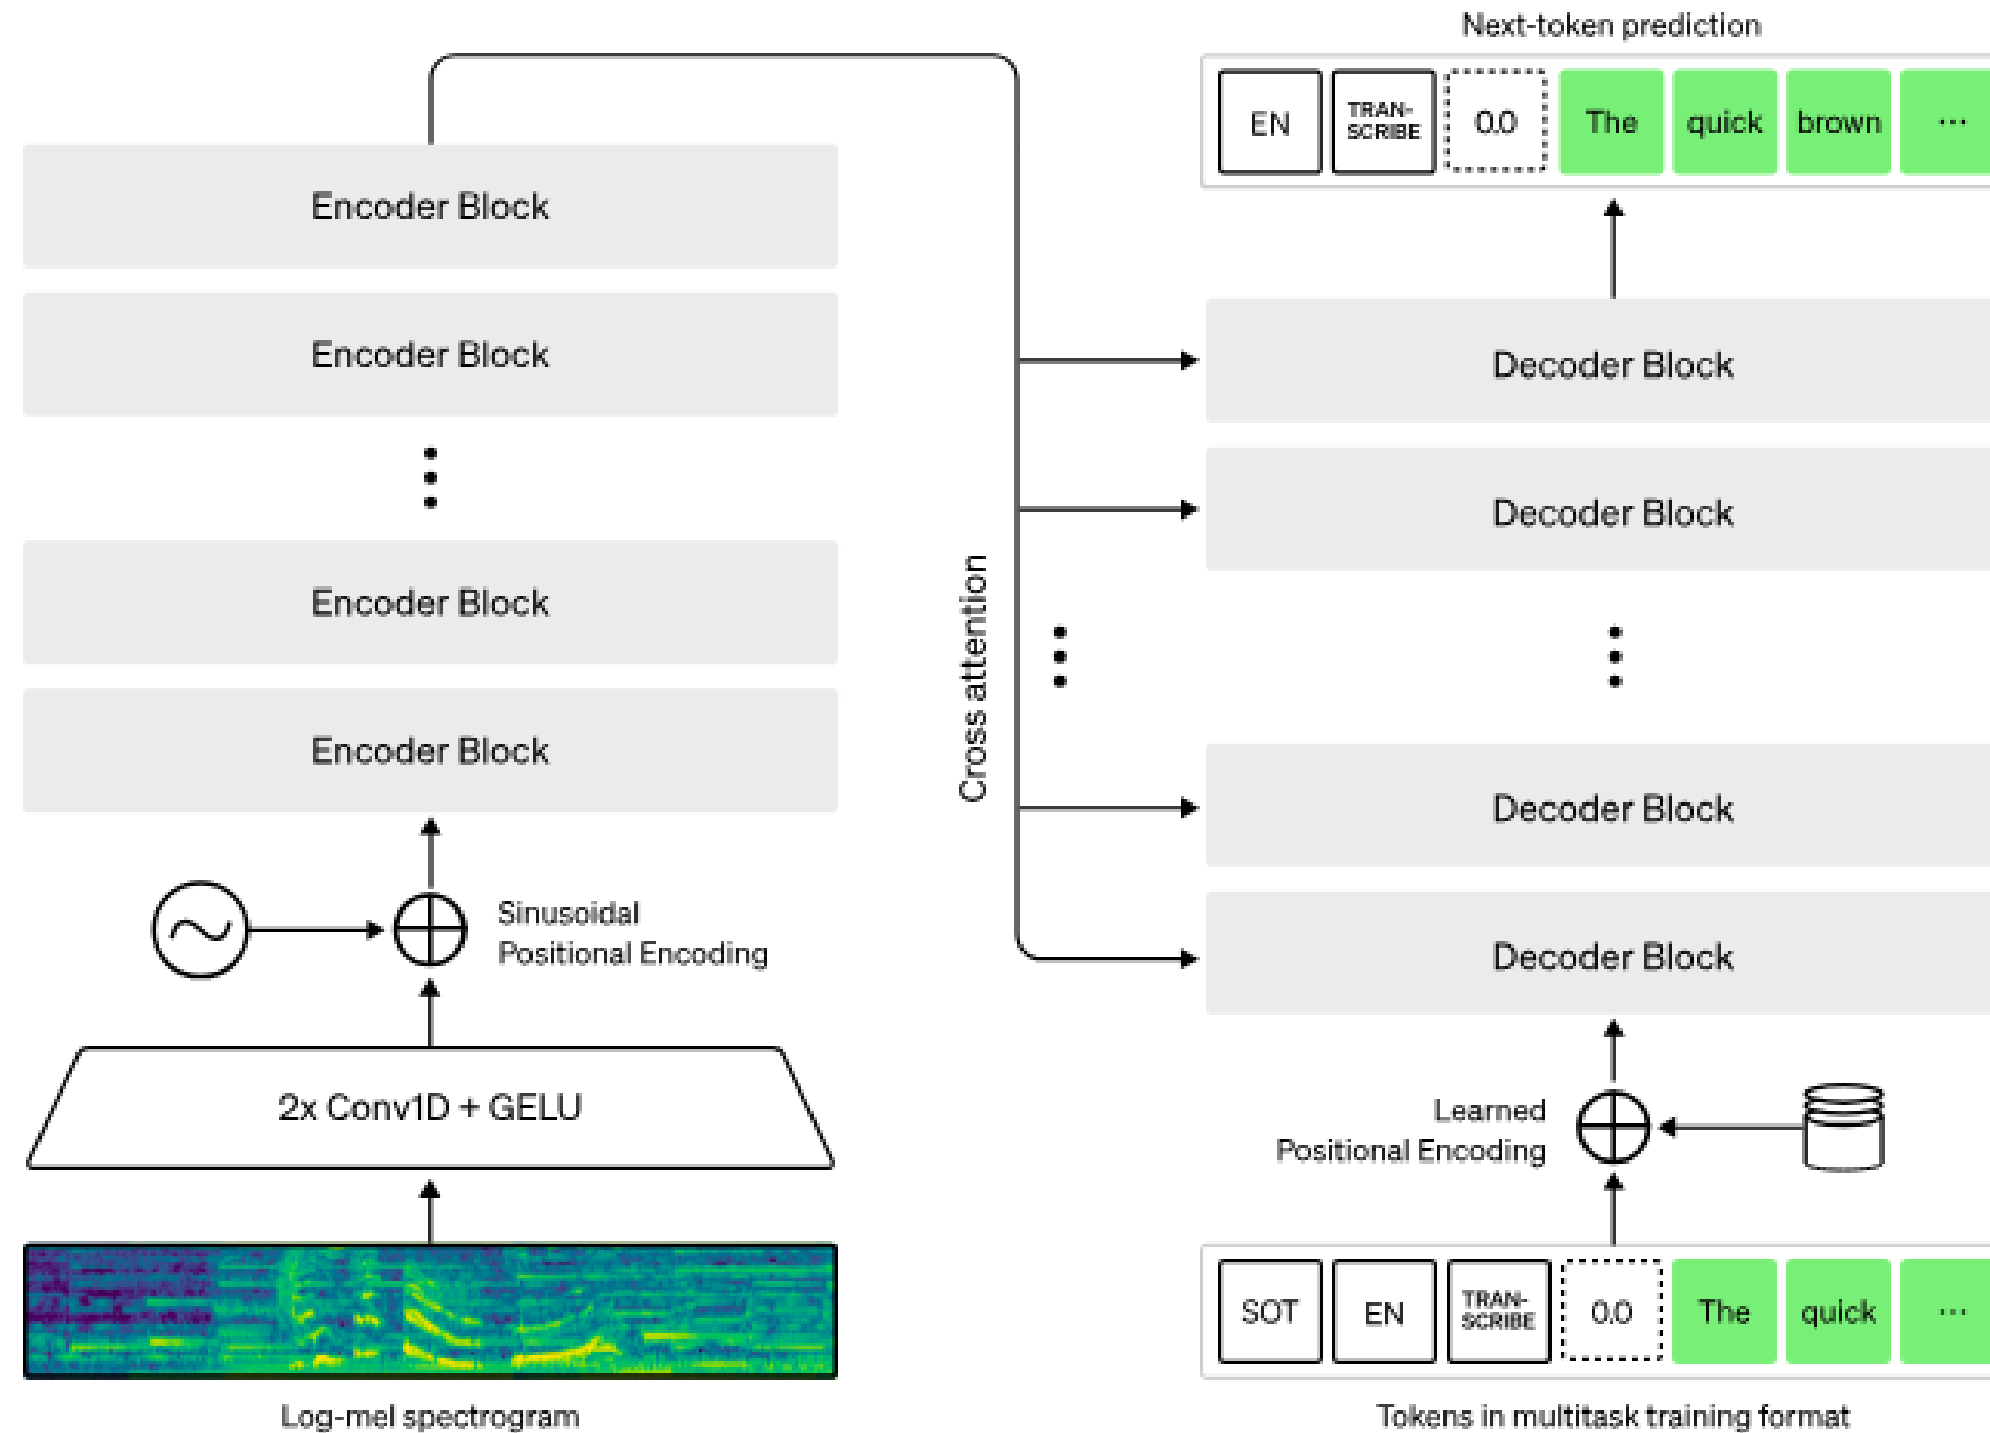 Next-token prediction
EN
TRAN-
SCRIBE
0.0
The
quick
brown
...
Encoder Block
Encoder Block
Encoder Block
Encoder Block
Sinusoidal
Positional Encoding
2x Conv1D + GELU
Log-mel spectrogram
Cross attention
Decoder Block
Decoder Block
Decoder Block
Decoder Block
Learned
Positional Encoding
SOT
EN
TRAN-
SCRIBE
0.0
The
quick
...
Tokens in multitask training format